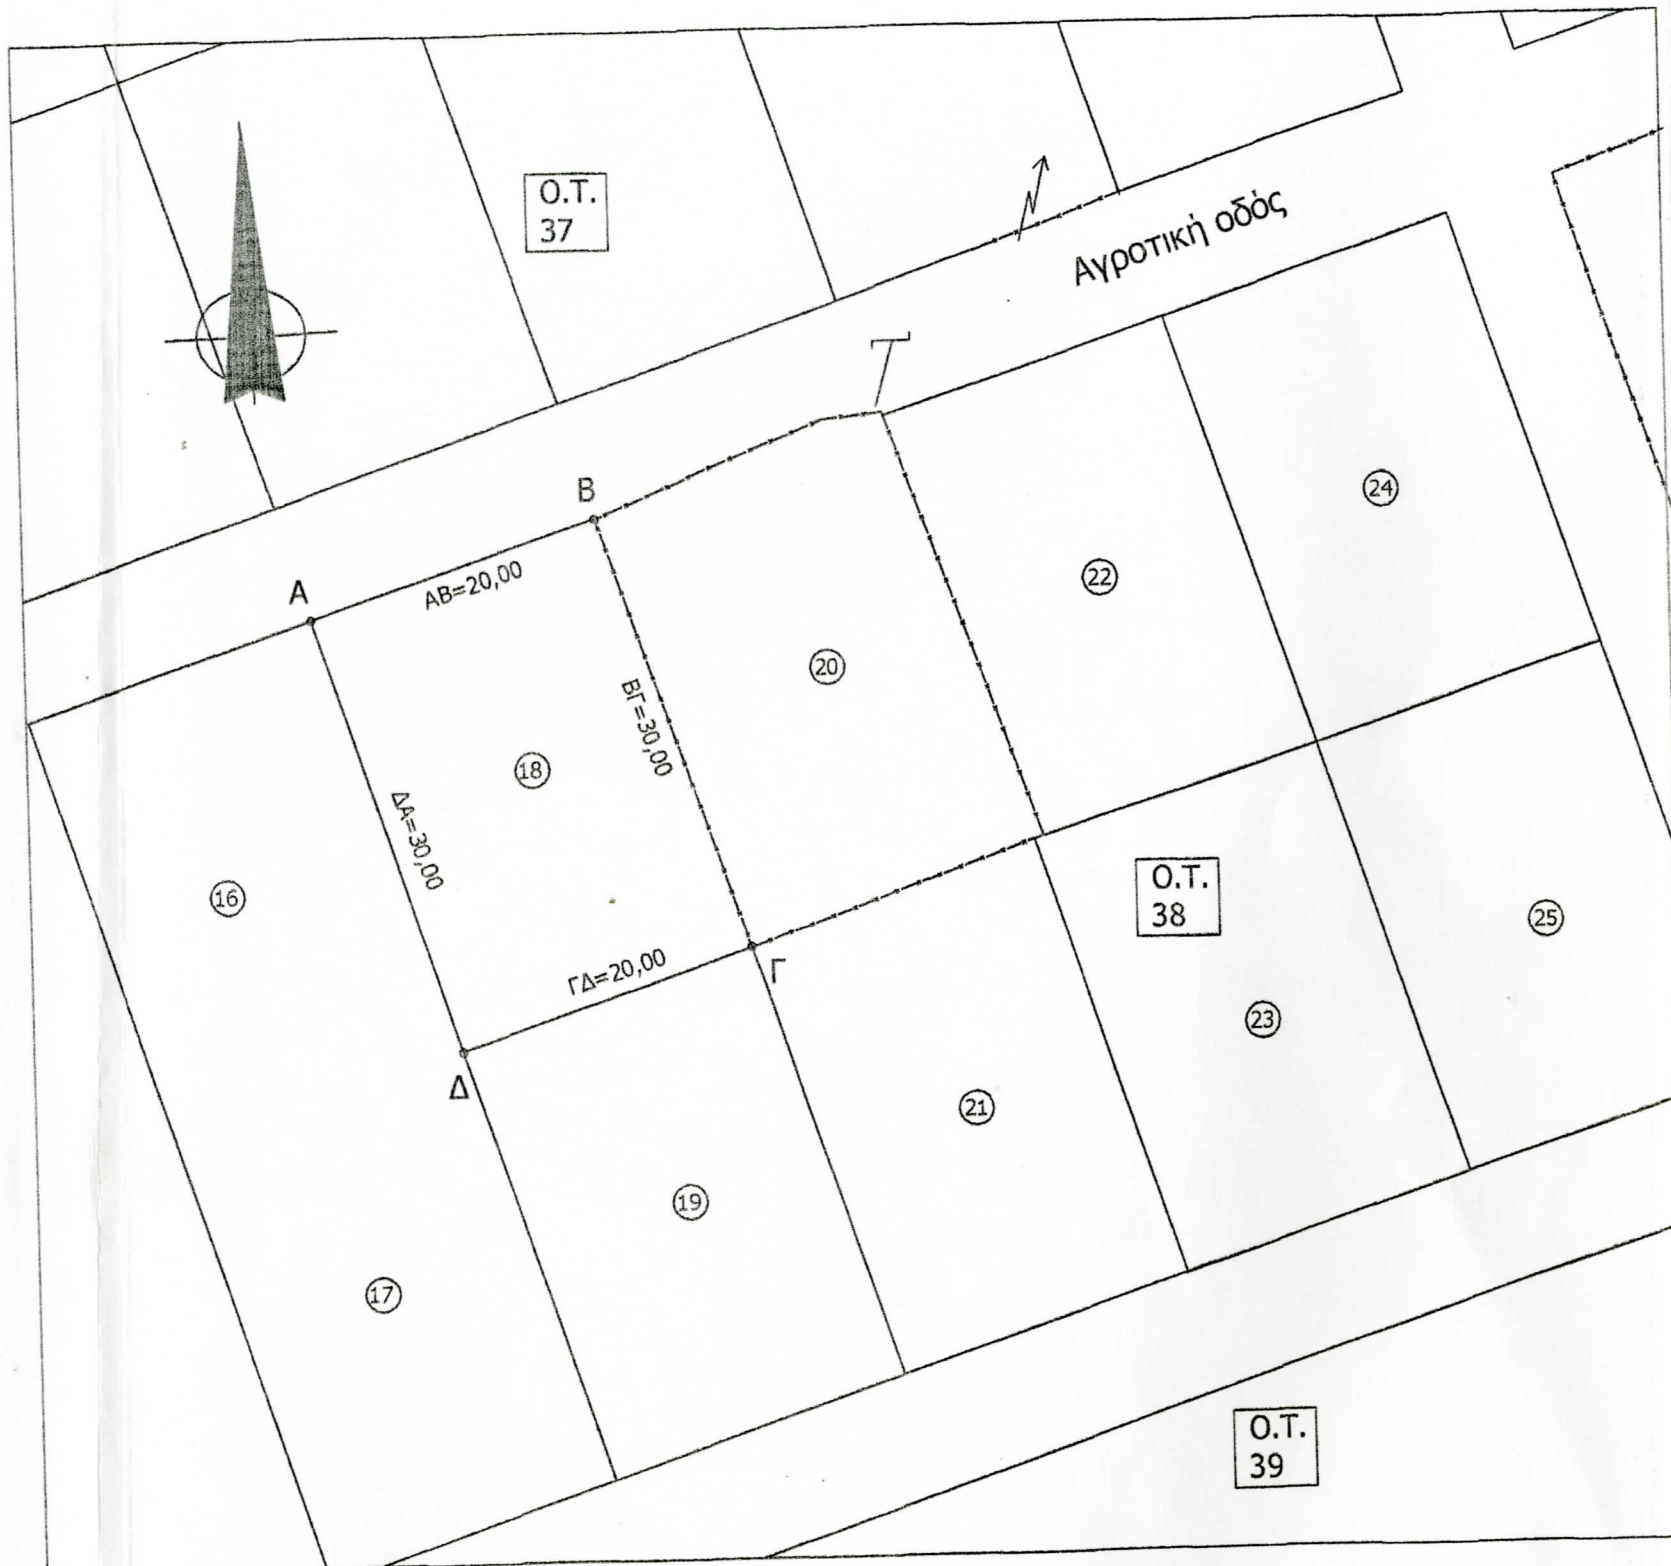 Ο.Τ.
37
Αγροτική οδός
Β
24
Α
ΑΒ=20,00
22
20
ΒΓ=30,00
18
ΔΑ=30,00
16
Ο.Τ.
38
25
ΓΔ=20,00
Γ
23
Δ
21
19
17
Ο.Τ.
39